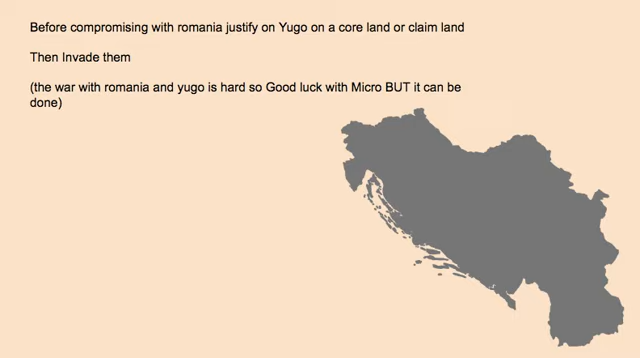 Before compromising with romania justify on Yugo on a core land or claim land
Then Invade them
(the war with romania and yugo is hard so Good luck with Micro BUT it can be
done)